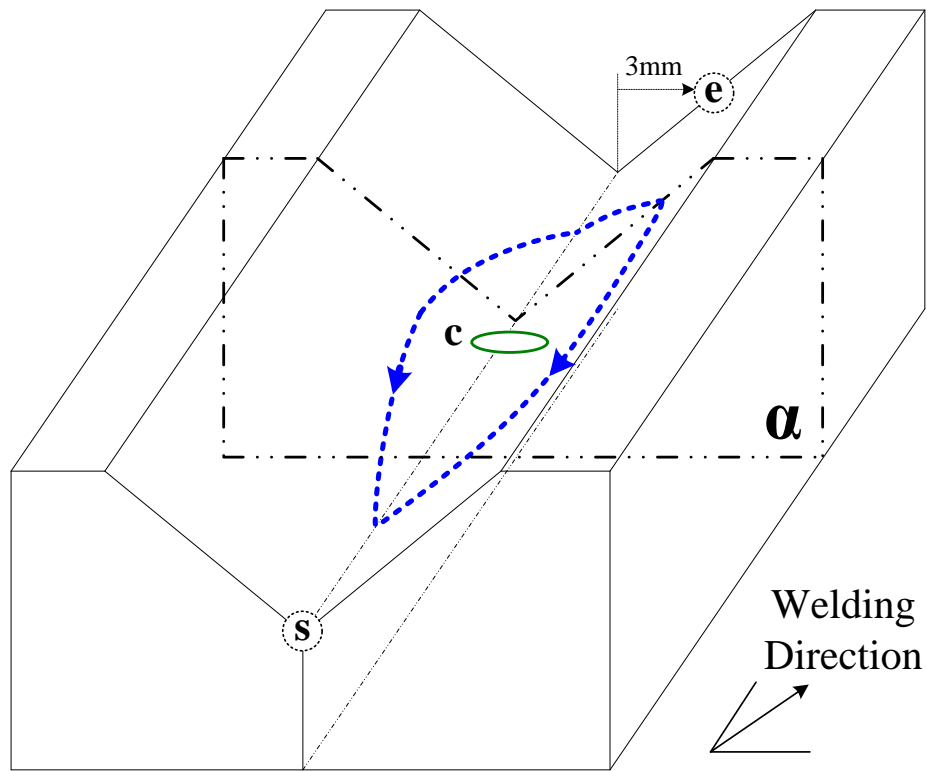 3mm
e
c
α
s
Welding
Direction